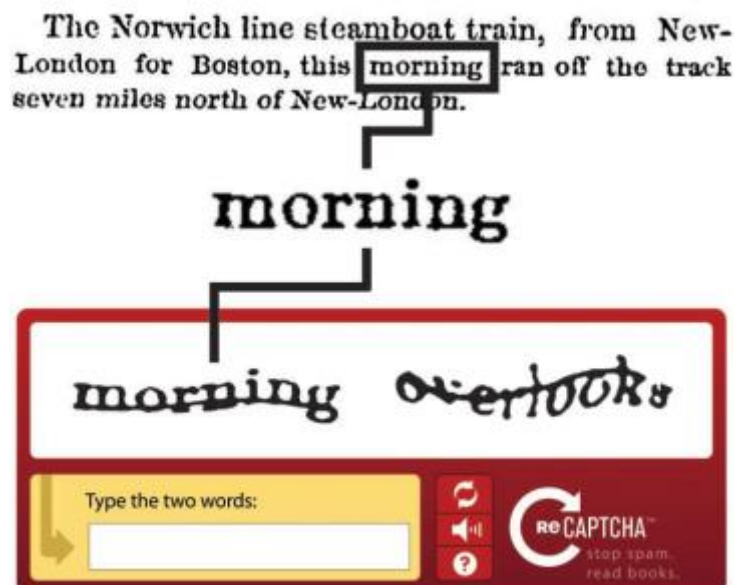 The Norwich line steamboat train, from New-
London for Boston, this morning ran off the track
seven miles north of New-London.
morning
morning overlooks
Type the two words:
ReCAPTCHA™
stop spam.
read books.